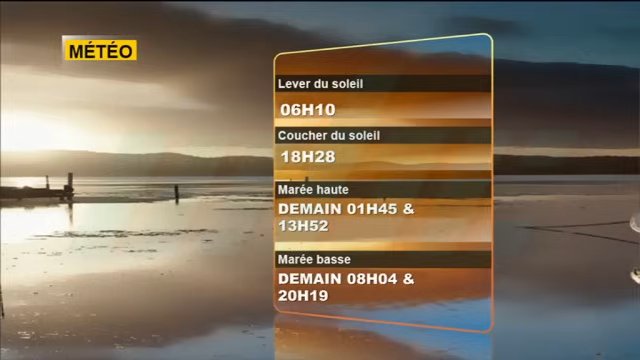 MÉTÉO
Lever du soleil
06H10
Coucher du soleil
18H28
Marée haute
DEMAIN 01H45 &
13H52
Marée basse
DEMAIN 08H04 &
20H19